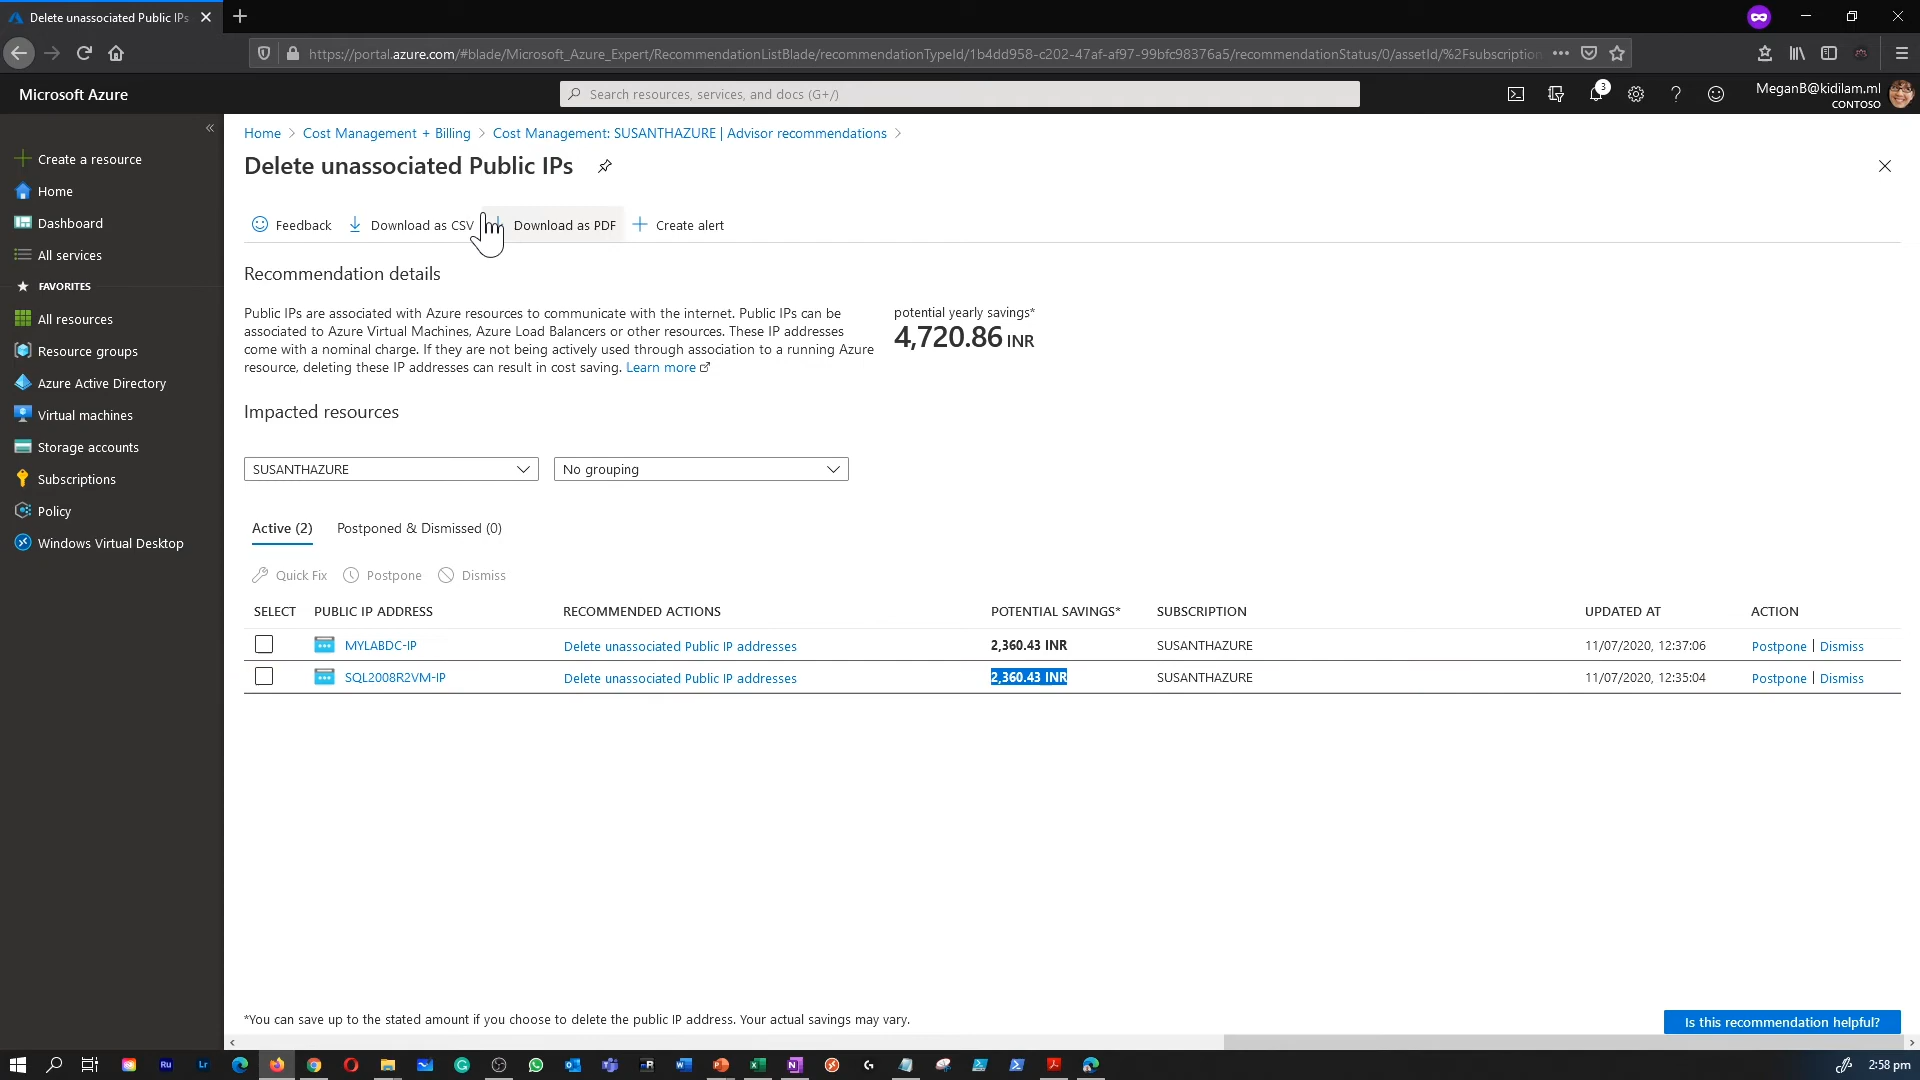 Delete unassociated Public IPs
https://portal.azure.com/#blade/Microsoft_Azure_Expert/RecommendationListBlade/recommendationTypeId/1b4dd958-c202-47af-af97-99bfc98376a5/recommendationStatus/0/assetId/%2Fsubscription
Microsoft Azure
Search resources, services, and docs (G+/)
3
MeganB@kidilam.ml
CONTOSO
Create a resource
Home
Dashboard
All services
FAVORITES
All resources
Resource groups
Azure Active Directory
Virtual machines
Storage accounts
Subscriptions
Policy
Windows Virtual Desktop
Home > Cost Management + Billing > Cost Management: SUSANTHAZURE | Advisor recommendations >
Delete unassociated Public IPs
Feedback Download as CSV Download as PDF Create alert
Recommendation details
Public IPs are associated with Azure resources to communicate with the internet. Public IPs can be
associated to Azure Virtual Machines, Azure Load Balancers or other resources. These IP addresses
come with a nominal charge. If they are not being actively used through association to a running Azure
resource, deleting these IP addresses can result in cost saving. Learn more
potential yearly savings*
4,720.86 INR
Impacted resources
SUSANTHAZURE No grouping
Active (2) Postponed & Dismissed (0)
Quick Fix Postpone Dismiss
SELECT PUBLIC IP ADDRESS RECOMMENDED ACTIONS POTENTIAL SAVINGS* SUBSCRIPTION UPDATED AT ACTION
MYLABDC-IP Delete unassociated Public IP addresses 2,360.43 INR SUSANTHAZURE 11/07/2020, 12:37:06 Postpone | Dismiss
SQL2008R2VM-IP Delete unassociated Public IP addresses 2,360.43 INR SUSANTHAZURE 11/07/2020, 12:35:04 Postpone | Dismiss
*You can save up to the stated amount if you choose to delete the public IP address. Your actual savings may vary.
Is this recommendation helpful?
Ru
Lr
2:58 pm